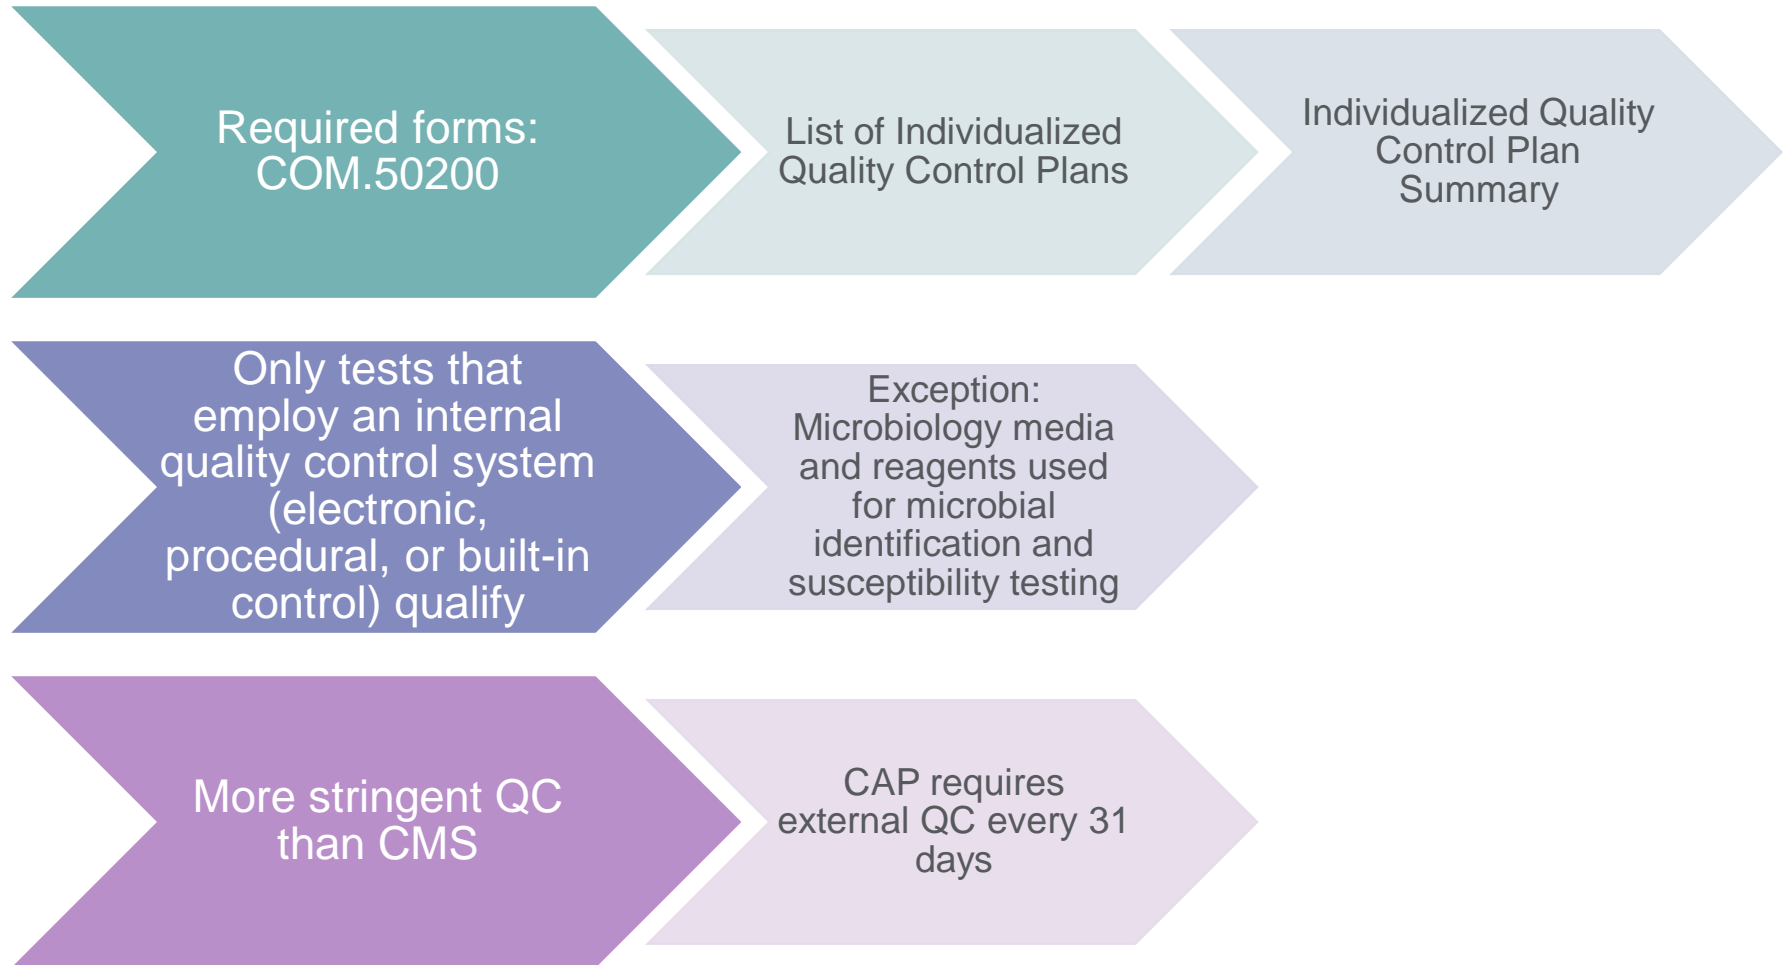 Required forms:
COM.50200
List of Individualized
Quality Control Plans
Individualized Quality
Control Plan
Summary
Only tests that
employ an internal
quality control system
(electronic,
procedural, or built-in
control) qualify
Exception:
Microbiology media
and reagents used
for microbial
identification and
susceptibility testing
More stringent QC
than CMS
CAP requires
external QC every 31
days